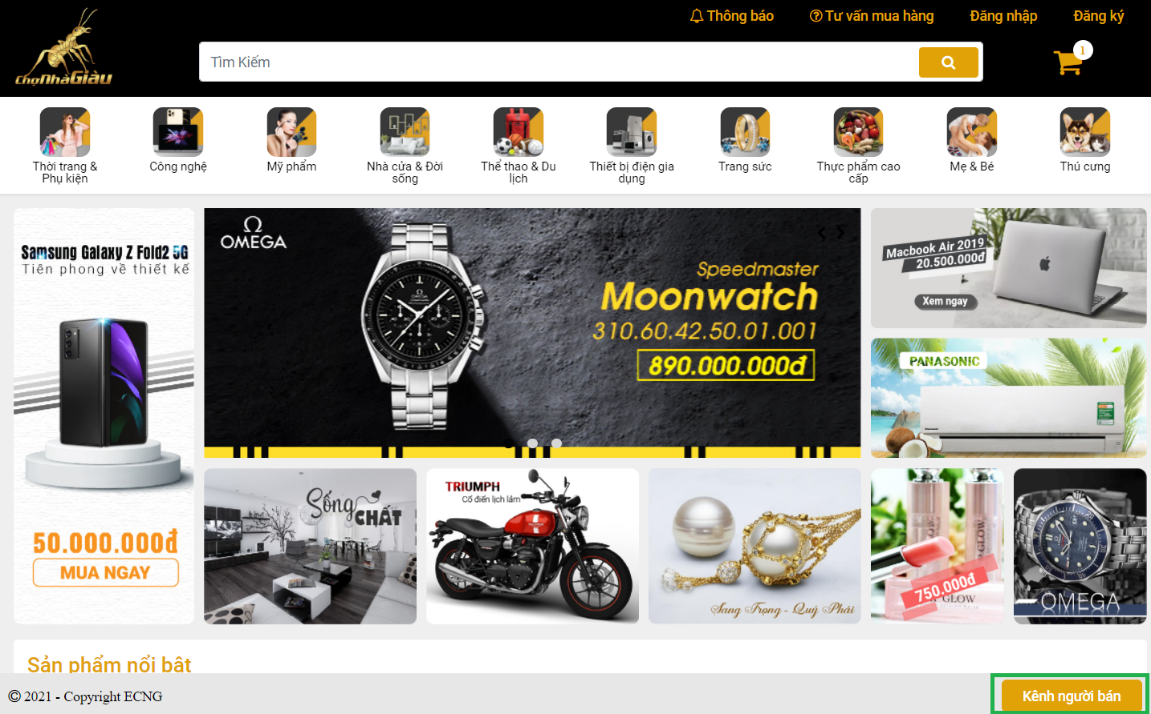 Thông báo
Tư vấn mua hàng
Đăng nhập
Đăng ký
ChợNhàGiàu
Tìm Kiếm
1
Thời trang &
Phụ kiện
Công nghệ
Mỹ phẩm
Nhà cửa & Đời
sống
Thể thao & Du
lịch
Thiết bị điện gia
dụng
Trang sức
Thực phẩm cao
cấp
Mẹ & Bé
Thú cưng
Samsung Galaxy Z Fold2 5G
Tiên phong về thiết kế
50.000.000đ
MUA NGAY
Ω
OMEGA
Speedmaster
Moonwatch
310.60.42.50.01.001
890.000.000đ
Macbook Air 2019
20.500.000đ
Xem ngay
PANASONIC
Sống
CHẤT
TRIUMPH
Cổ điển lịch lãm
Sang Trọng - Quý Phái
750.000đ
GLOW
OMEGA
Sản phẩm nổi bật
© 2021 - Copyright ECNG
Kênh người bán